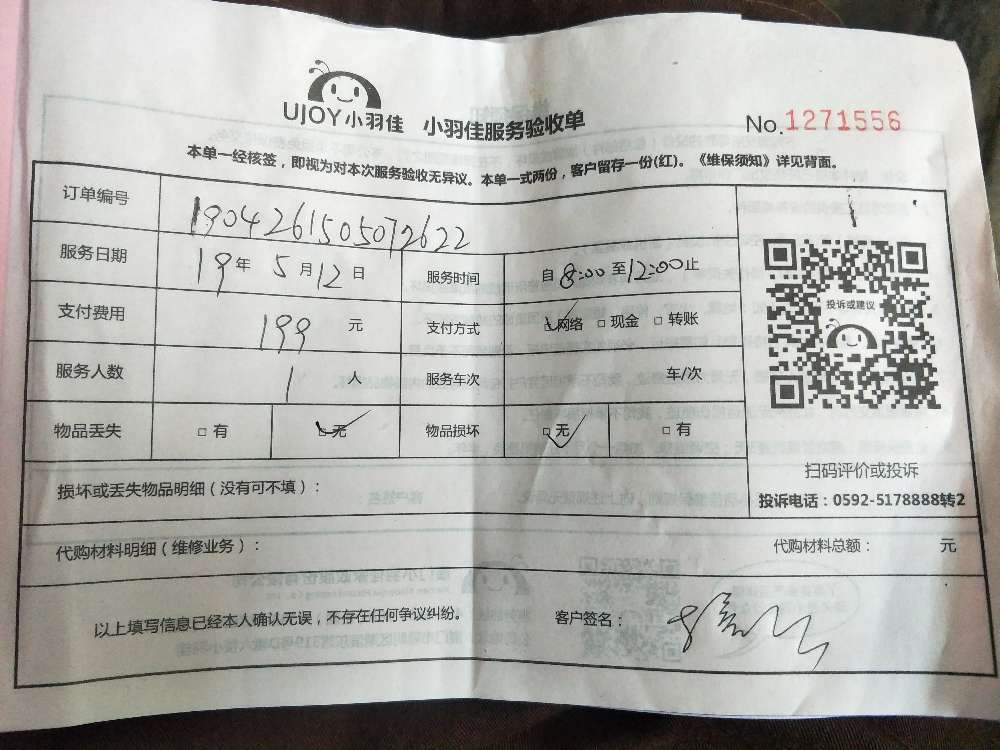 UJOY小羽佳 小羽佳服务验收单 No.1271556
本单一经核签，即视为对本次服务验收无异议。本单一式两份，客户留存一份(红)。《维保须知》详见背面。
订单编号 1904261505072622
服务日期 19年 5月12日 服务时间 自8:00至12:00止
支付费用 199 元 支付方式 ☑网络 □现金 □转账
投诉或建议
服务人数 1 人 服务车次 车/次
物品丢失 □有 ☑无 物品损坏 ☑无 □有
扫码评价或投诉
损坏或丢失物品明细（没有可不填）：
投诉电话：0592-5178888转2
代购材料明细（维修业务）： 代购材料总额： 元
以上填写信息已经本人确认无误，不存在任何争议纠纷。 客户签名：